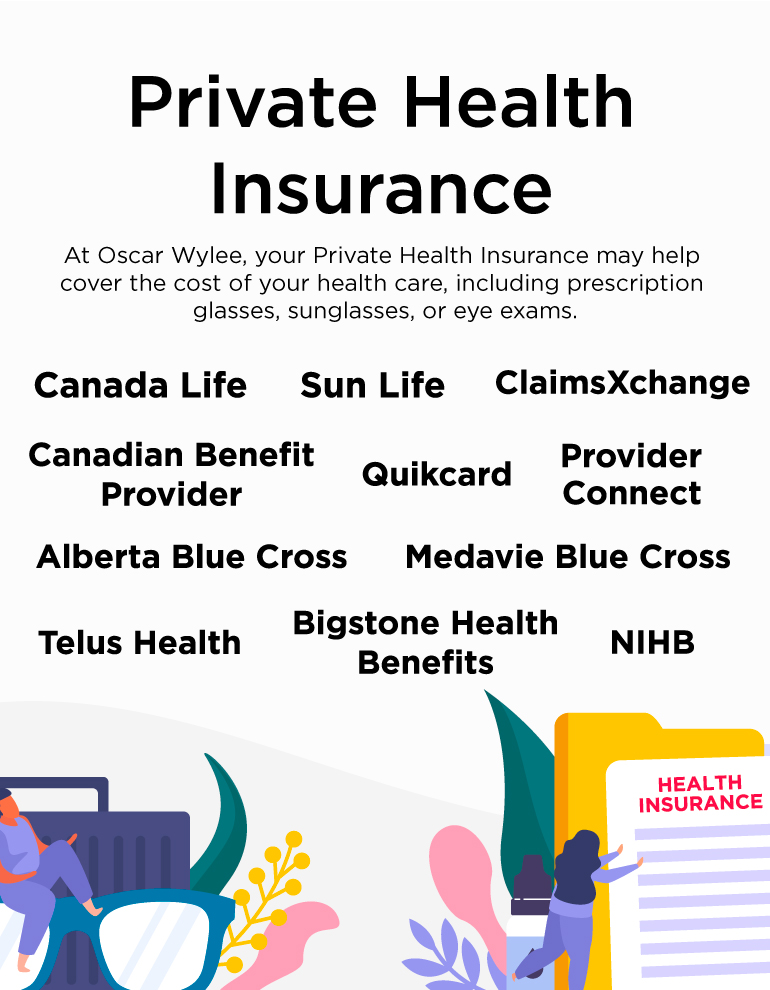 Private Health
Insurance
At Oscar Wylee, your Private Health Insurance may help
cover the cost of your health care, including prescription
glasses, sunglasses, or eye exams.
Canada Life
Sun Life
ClaimsXchange
Canadian Benefit
Provider
Quikcard
Provider
Connect
Alberta Blue Cross
Medavie Blue Cross
Telus Health
Bigstone Health
Benefits
NIHB
HEALTH
INSURANCE